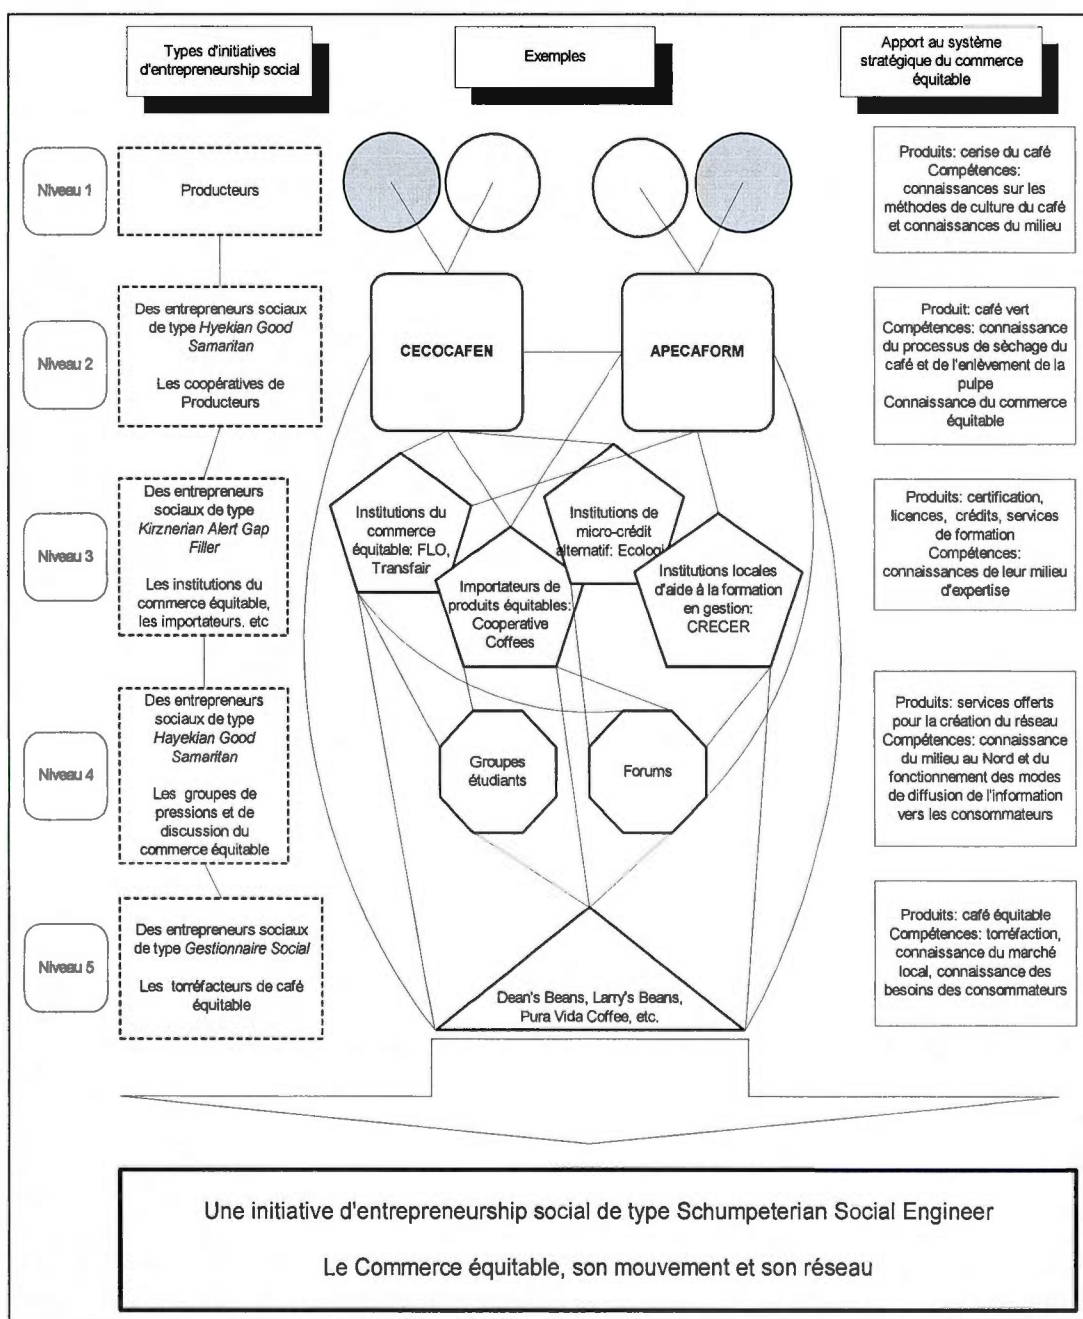 Types d'initiatives
d'entrepreneurship social
Exemples
Apport au système
stratégique du commerce
équitable
Niveau 1
Producteurs
Produits: cerise du café
Compétences:
connaissances sur les
méthodes de culture du café
et connaissances du milieu
Niveau 2
Des entrepreneurs sociaux
de type Hyekian Good
Samaritan
Les coopératives de
Producteurs
CECOCAFEN
APECAFORM
Produit: café vert
Compétences: connaissance
du processus de sèchage du
café et de l'enlèvement de la
pulpe
Connaissance du commerce
équitable
Niveau 3
Des entrepreneurs
sociaux de type
Kirznerian Alert Gap
Filler
Les institutions du
commerce équitable,
les importateurs, etc
Institutions du
commerce
équitable: FLO,
Transfair
Importateurs de
produits équitables:
Cooperative
Coffees
Institutions de
micro-crédit
alternatif: Ecologi
Institutions locales
d'aide à la formation
en gestion:
CRECER
Produits: certification,
licences, crédits, services
de formation
Compétences:
connaissances de leur milieu
d'expertise
Niveau 4
Des entrepreneurs
sociaux de type
Hayekian Good
Samaritan
Les groupes de
pressions et de
discussion du
commerce équitable
Groupes
étudiants
Forums
Produits: services offerts
pour la création du réseau
Compétences: connaissance
du milieu au Nord et du
fonctionnement des modes
de diffusion de l'information
vers les consommateurs
Niveau 5
Des entrepreneurs sociaux
de type Gestionnaire Social
Les torréfacteurs de café
équitable
Dean's Beans, Larry's Beans,
Pura Vida Coffee, etc.
Produits: café équitable
Compétences: torréfaction,
connaissance du marché
local, connaissance des
besoins des consommateurs
Une initiative d'entrepreneurship social de type Schumpeterian Social Engineer
Le Commerce équitable, son mouvement et son réseau